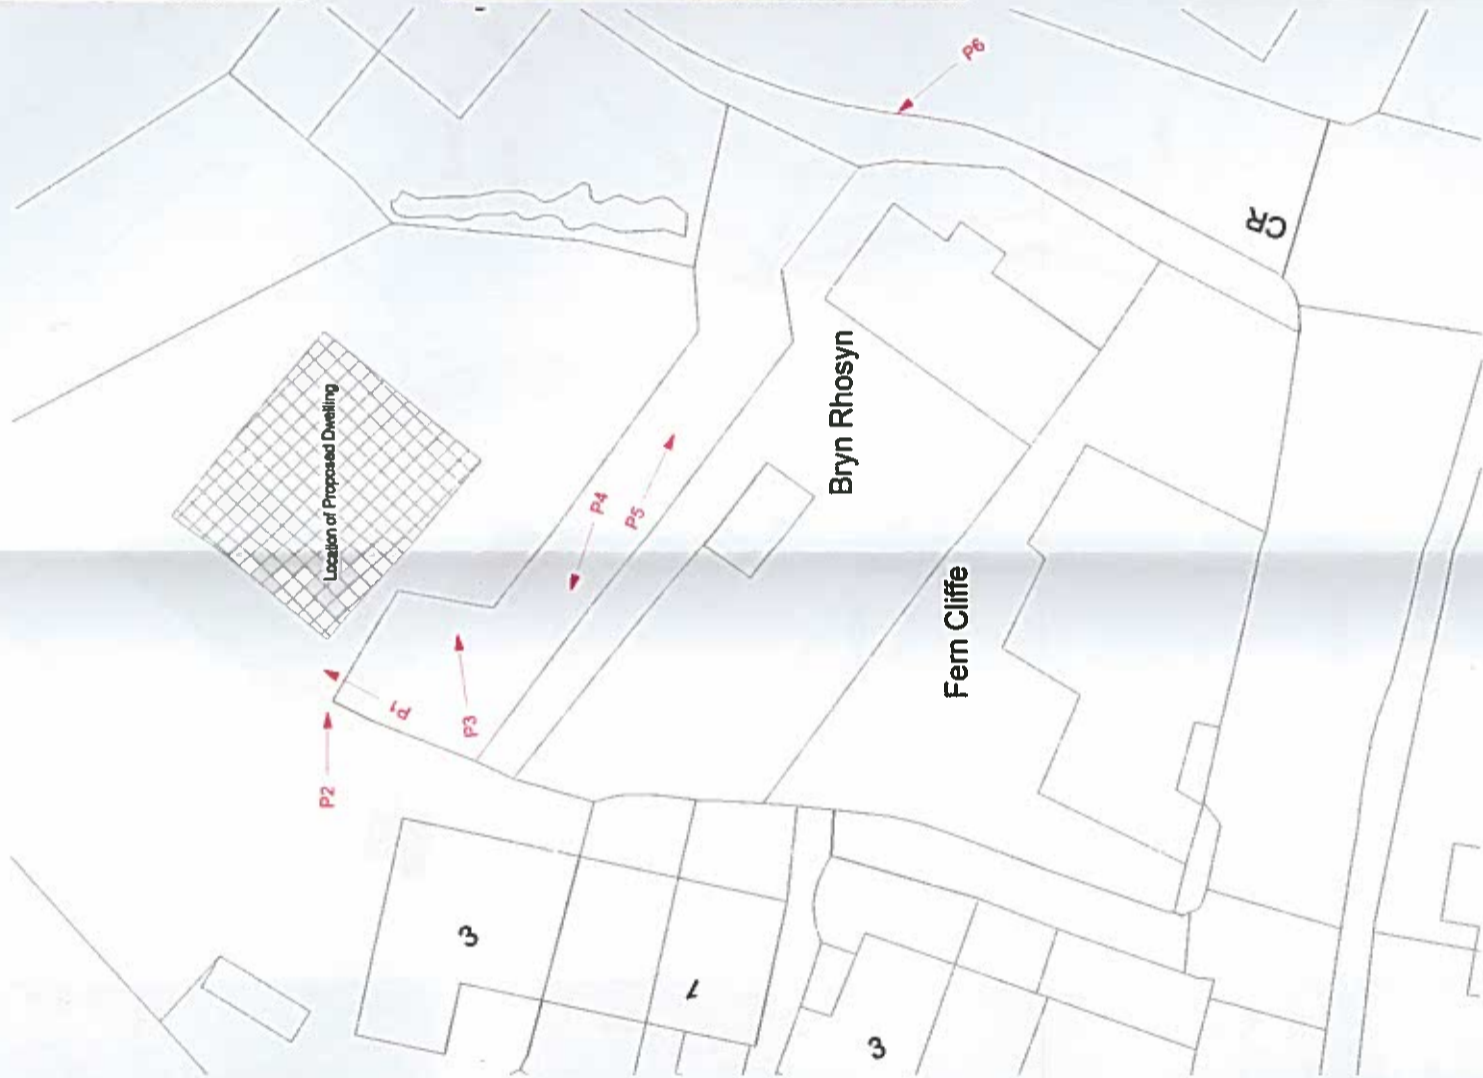 P6
CR
Location of Proposed Dwelling
Bryn Rhosyn
P4
P5
Fern Cliffe
P1
P3
P2
3
1
3